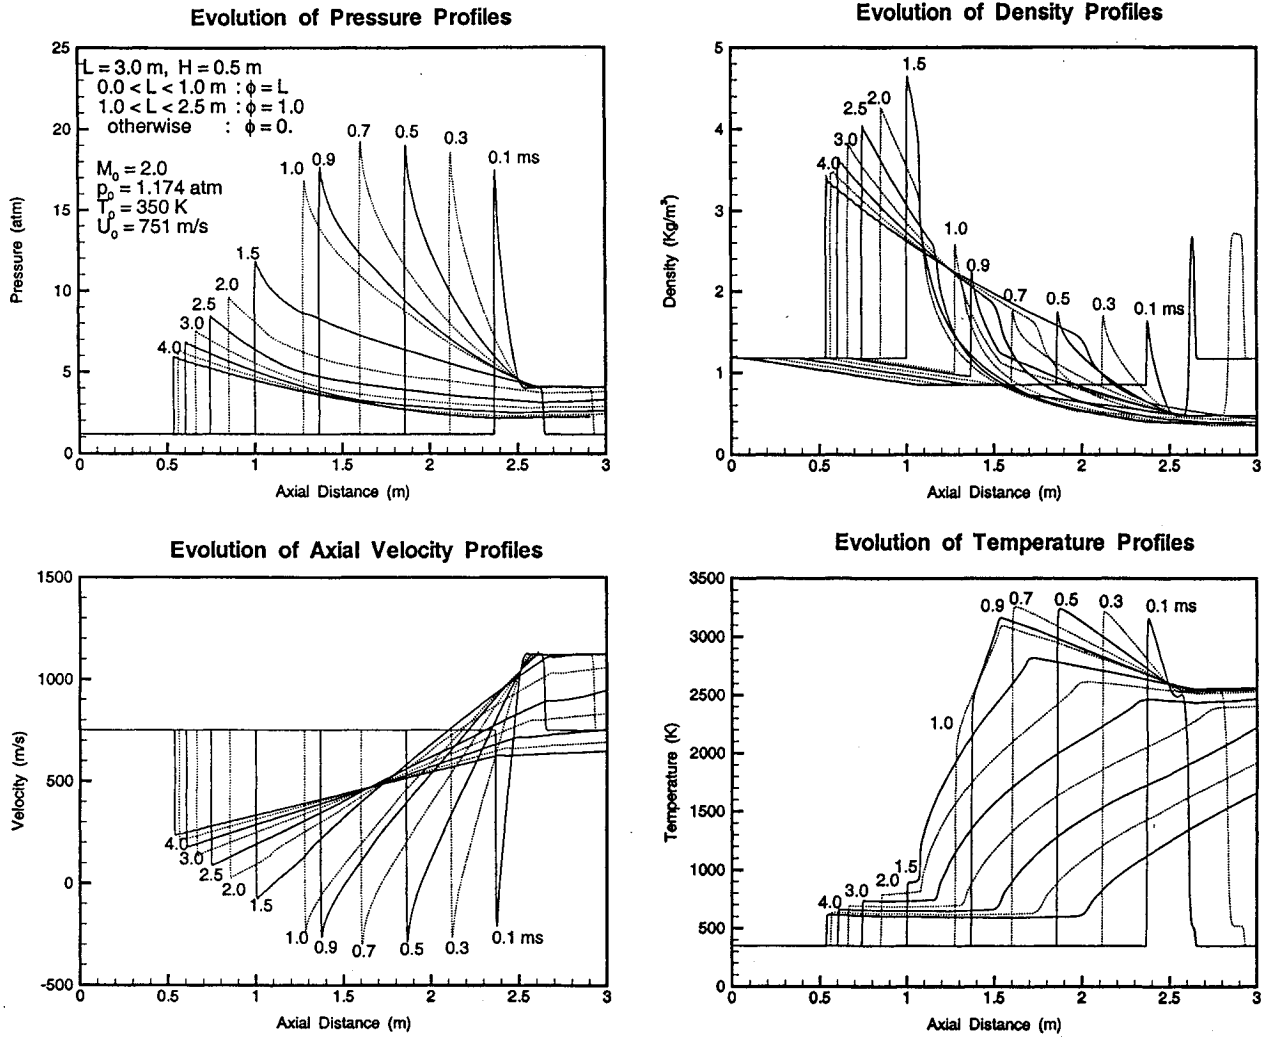 Evolution of Pressure Profiles
25
20
15
10
5
0
Pressure (atm)
L = 3.0 m, H = 0.5 m
0.0 < L < 1.0 m : ϕ = L
1.0 < L < 2.5 m : ϕ = 1.0
otherwise : ϕ = 0.
M₀ = 2.0
p₀ = 1.174 atm
T₀ = 350 K
U₀ = 751 m/s
0.7
0.5
0.3
0.1 ms
0.9
1.0
1.5
2.0
2.5
3.0
4.0
0 0.5 1 1.5 2 2.5 3
Axial Distance (m)
Evolution of Density Profiles
5
4
3
2
1
0
Density (Kg/m³)
1.5
2.0
2.5
3.0
4.0
1.0
0.9
0.7
0.5
0.3
0.1 ms
0 0.5 1 1.5 2 2.5 3
Axial Distance (m)
Evolution of Axial Velocity Profiles
1500
1000
500
0
-500
Velocity (m/s)
4.0
3.0
2.5
2.0
1.5
1.0
0.9
0.7
0.5
0.3
0.1 ms
0 0.5 1 1.5 2 2.5 3
Axial Distance (m)
Evolution of Temperature Profiles
3500
3000
2500
2000
1500
1000
500
0
Temperature (K)
0.9
0.7
0.5
0.3
0.1 ms
1.0
1.5
2.0
3.0
4.0
0 0.5 1 1.5 2 2.5 3
Axial Distance (m)